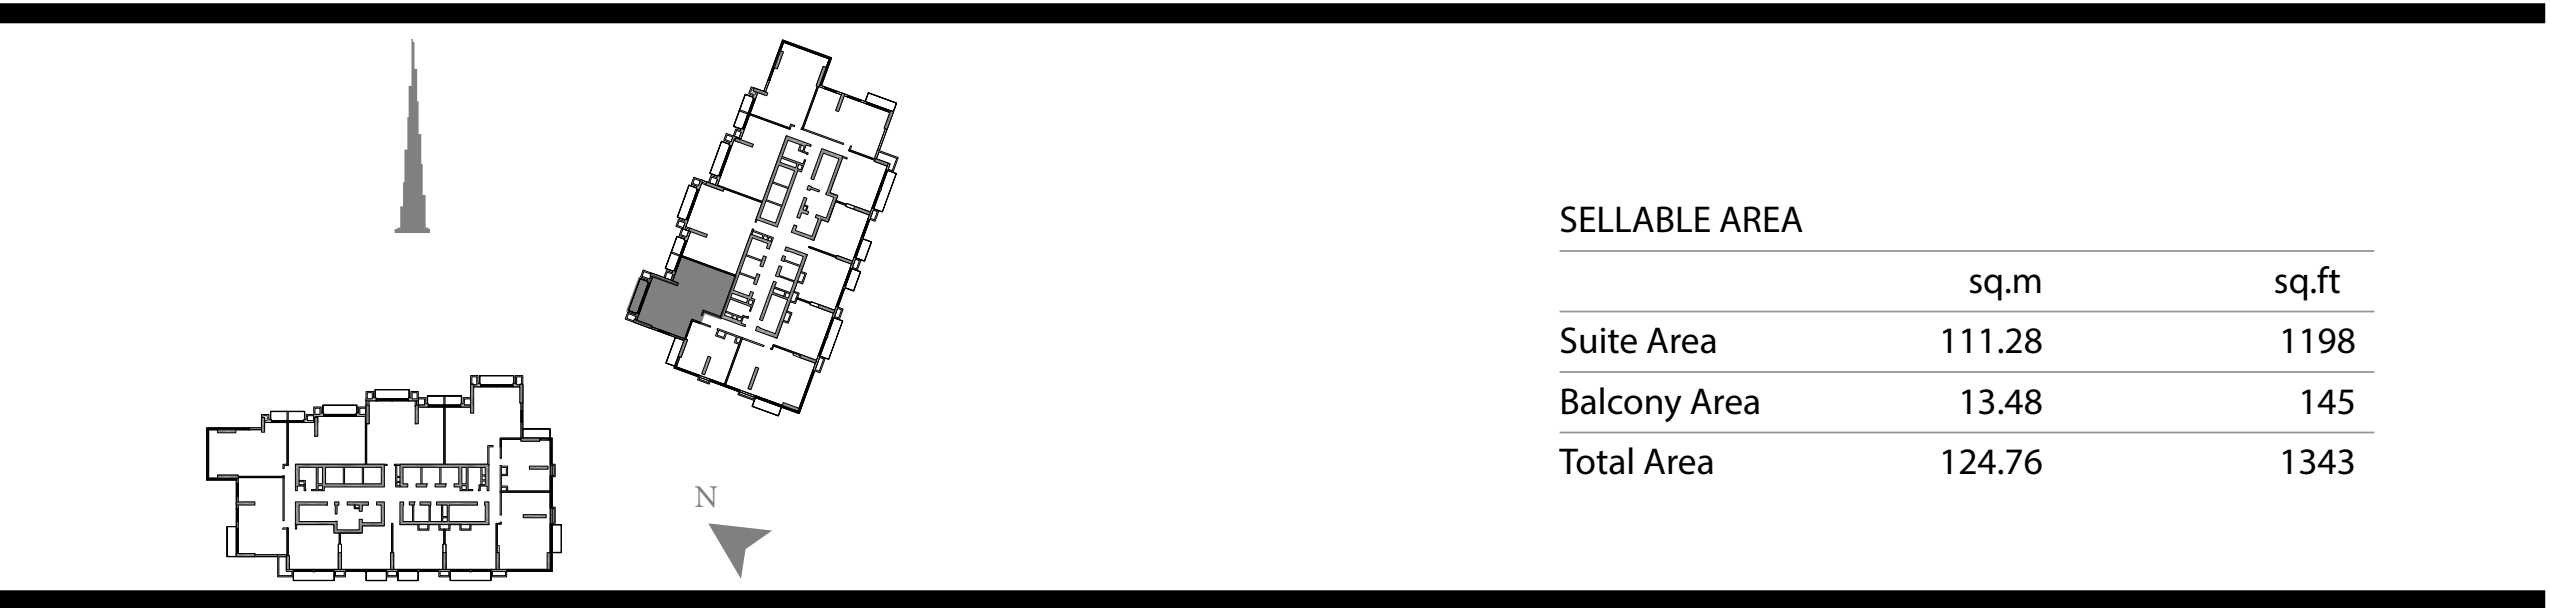 SELLABLE AREA
sq.m sq.ft
Suite Area 111.28 1198
Balcony Area 13.48 145
Total Area 124.76 1343
N